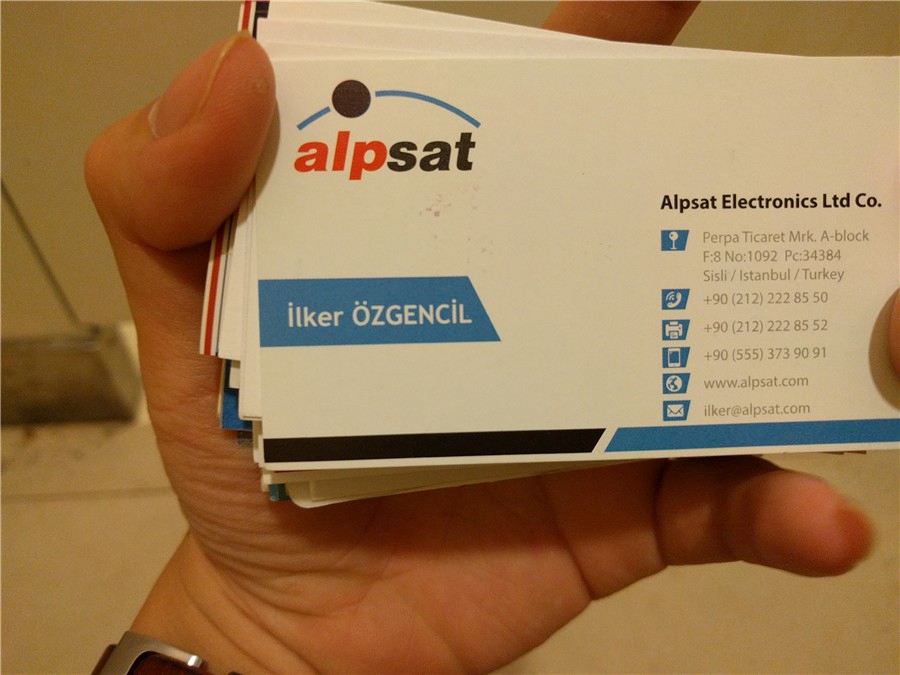 alpsat
Alpsat Electronics Ltd Co.
Perpa Ticaret Mrk. A-block
F:8 No:1092 Pc:34384
Sisli / Istanbul / Turkey
İlker ÖZGENCİL
+90 (212) 222 85 50
+90 (212) 222 85 52
+90 (555) 373 90 91
www.alpsat.com
ilker@alpsat.com